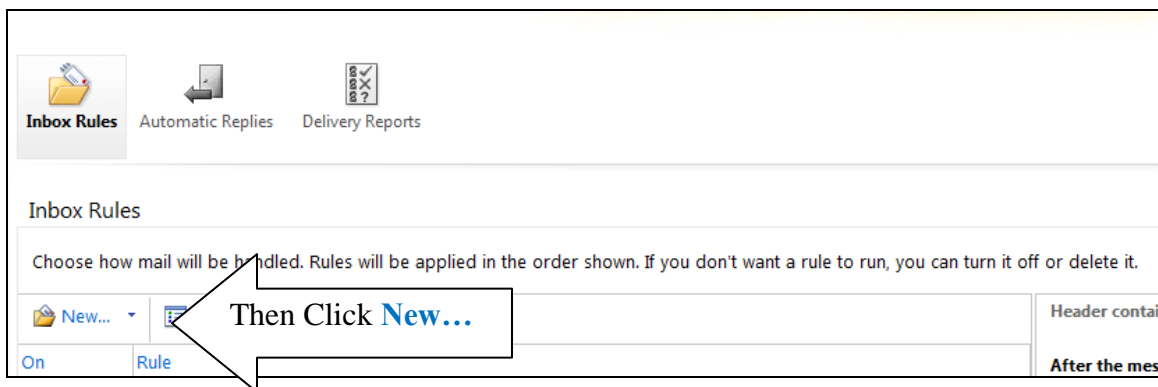 Inbox Rules Automatic Replies Delivery Reports
Inbox Rules
Choose how mail will be handled. Rules will be applied in the order shown. If you don't want a rule to run, you can turn it off or delete it.
New...
Then Click New…
Header contai
On Rule
After the mes